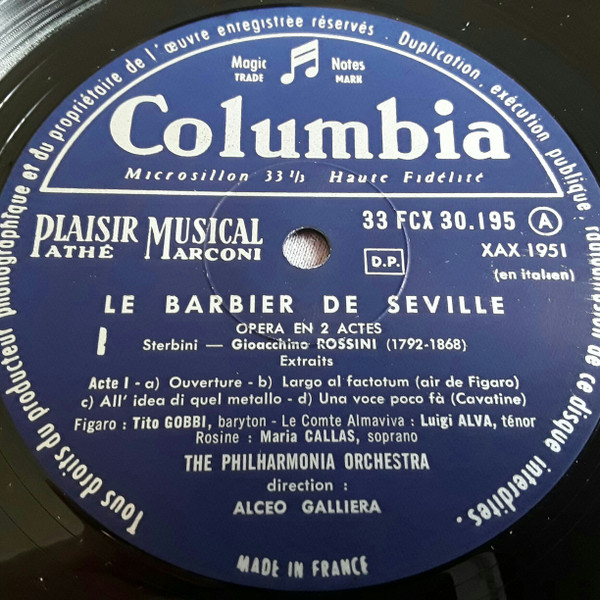 Tous droits du producteur phonographique et du propriétaire de l'œuvre enregistrée réservés · Duplication, exécution publique, de ce disque interdites.
Magic Notes
TRADE MARK
Columbia
Microsillon 33 1/3 Haute Fidélité
PLAISIR MUSICAL
PATHÉ MARCONI
33 FCX 30.195 A
D.P.
XAX 1951
(en italien)
LE BARBIER DE SEVILLE
OPERA EN 2 ACTES
Sterbini — Gioacchino ROSSINI (1792-1868)
Extraits
Acte I - a) Ouverture - b) Largo al factotum (air de Figaro)
c) All' idea di quel metallo - d) Una voce poco fà (Cavatine)
Figaro : Tito GOBBI, baryton - Le Comte Almaviva : Luigi ALVA, ténor
Rosine : Maria CALLAS, soprano
THE PHILHARMONIA ORCHESTRA
direction :
ALCEO GALLIERA
MADE IN FRANCE